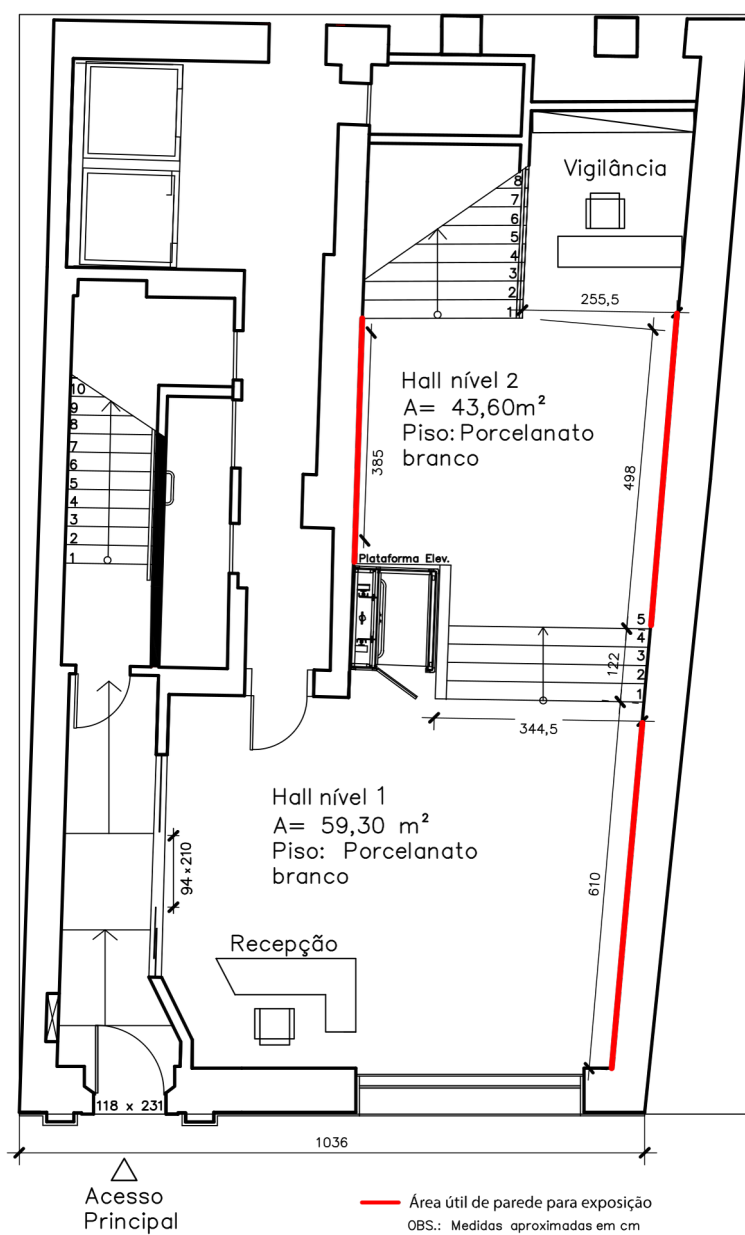 Vigilância
8
7
6
5
4
3
2
1
255,5
Hall nível 2
A= 43,60m²
Piso: Porcelanato
branco
385
498
10
9
8
7
6
5
4
3
2
1
Plataforma Elev.
5
4
3
2
1
122
344,5
Hall nível 1
A= 59,30 m²
Piso: Porcelanato
branco
94x210
610
Recepção
118 x 231
1036
Acesso
Principal
Área útil de parede para exposição
OBS.: Medidas aproximadas em cm